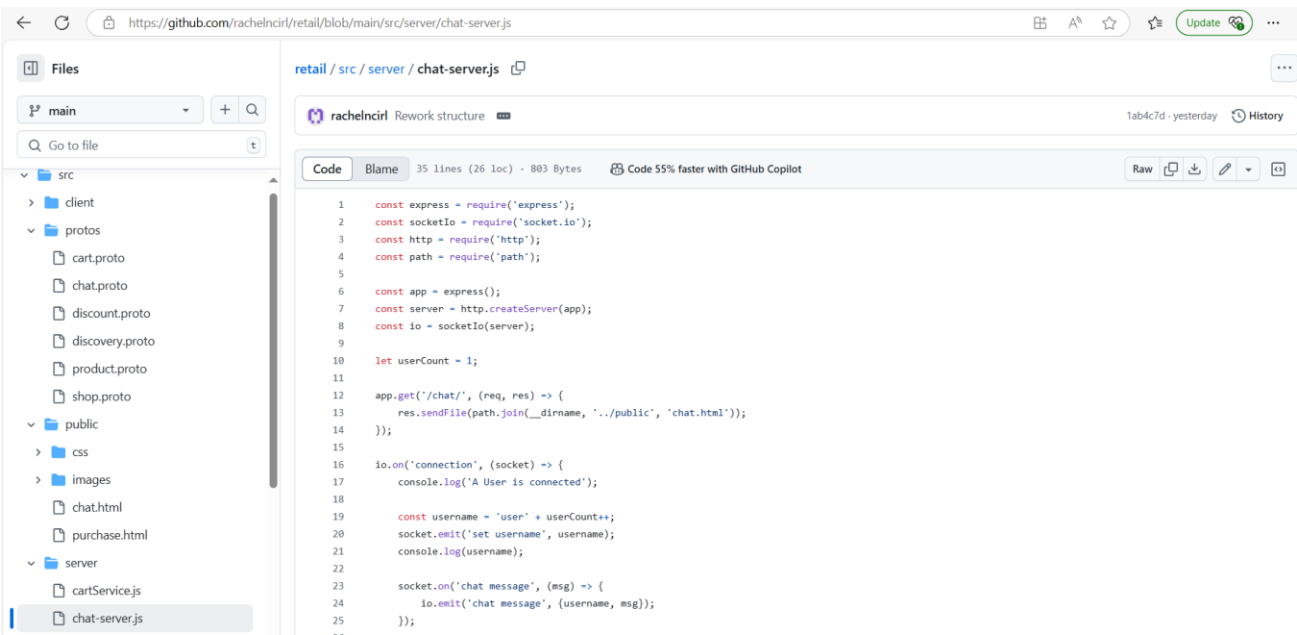 https://github.com/rachelncirl/retail/blob/main/src/server/chat-server.js
Update
Files
main
Go to file
t
src
client
protos
cart.proto
chat.proto
discount.proto
discovery.proto
product.proto
shop.proto
public
css
images
chat.html
purchase.html
server
cartService.js
chat-server.js
retail / src / server / chat-server.js
rachelncirl Rework structure
1ab4c7d · yesterday History
Code Blame 35 lines (26 loc) · 803 Bytes Code 55% faster with GitHub Copilot Raw
1 const express = require('express');
2 const socketIo = require('socket.io');
3 const http = require('http');
4 const path = require('path');
5
6 const app = express();
7 const server = http.createServer(app);
8 const io = socketIo(server);
9
10 let userCount = 1;
11
12 app.get('/chat/', (req, res) => {
13 res.sendFile(path.join(__dirname, '../public', 'chat.html'));
14 });
15
16 io.on('connection', (socket) => {
17 console.log('A User is connected');
18
19 const username = 'user' + userCount++;
20 socket.emit('set username', username);
21 console.log(username);
22
23 socket.on('chat message', (msg) => {
24 io.emit('chat message', {username, msg});
25 });